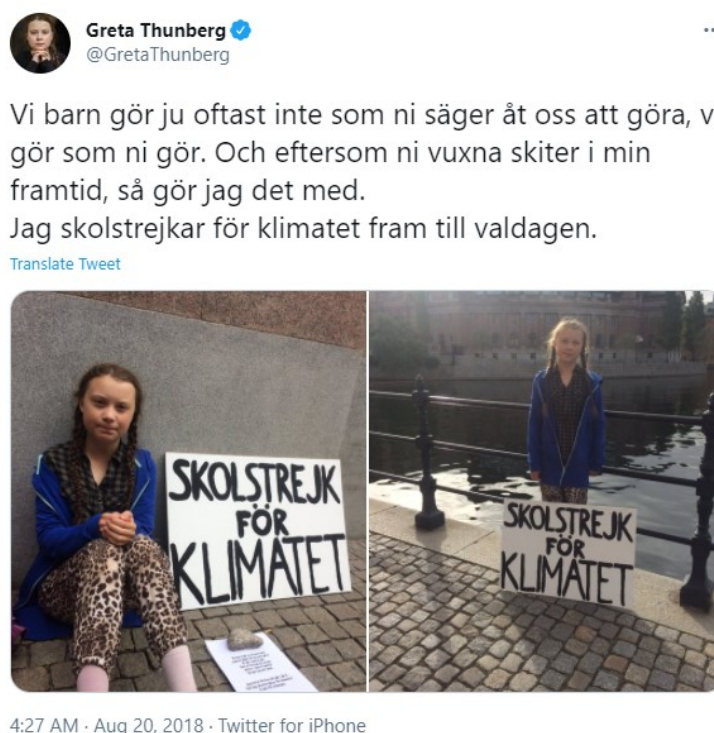 Greta Thunberg
@GretaThunberg
Vi barn gör ju oftast inte som ni säger åt oss att göra, v
gör som ni gör. Och eftersom ni vuxna skiter i min
framtid, så gör jag det med.
Jag skolstrejkar för klimatet fram till valdagen.
Translate Tweet
SKOLSTREJK
FÖR
KLIMATET
SKOLSTREJK
FÖR
KLIMATET
4:27 AM · Aug 20, 2018 · Twitter for iPhone